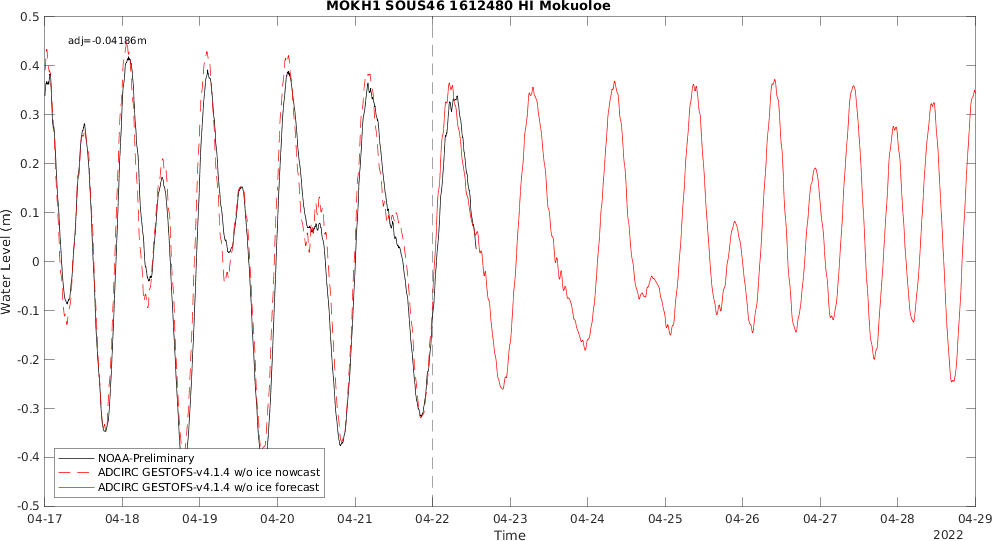 MOKH1 SOUS46 1612480 HI Mokuoloe
adj=-0.04186m
Water Level (m)
0.5
0.4
0.3
0.2
0.1
0
-0.1
-0.2
-0.3
-0.4
-0.5
NOAA-Preliminary
ADCIRC GESTOFS-v4.1.4 w/o ice nowcast
ADCIRC GESTOFS-v4.1.4 w/o ice forecast
04-17 04-18 04-19 04-20 04-21 04-22 04-23 04-24 04-25 04-26 04-27 04-28 04-29
Time
2022